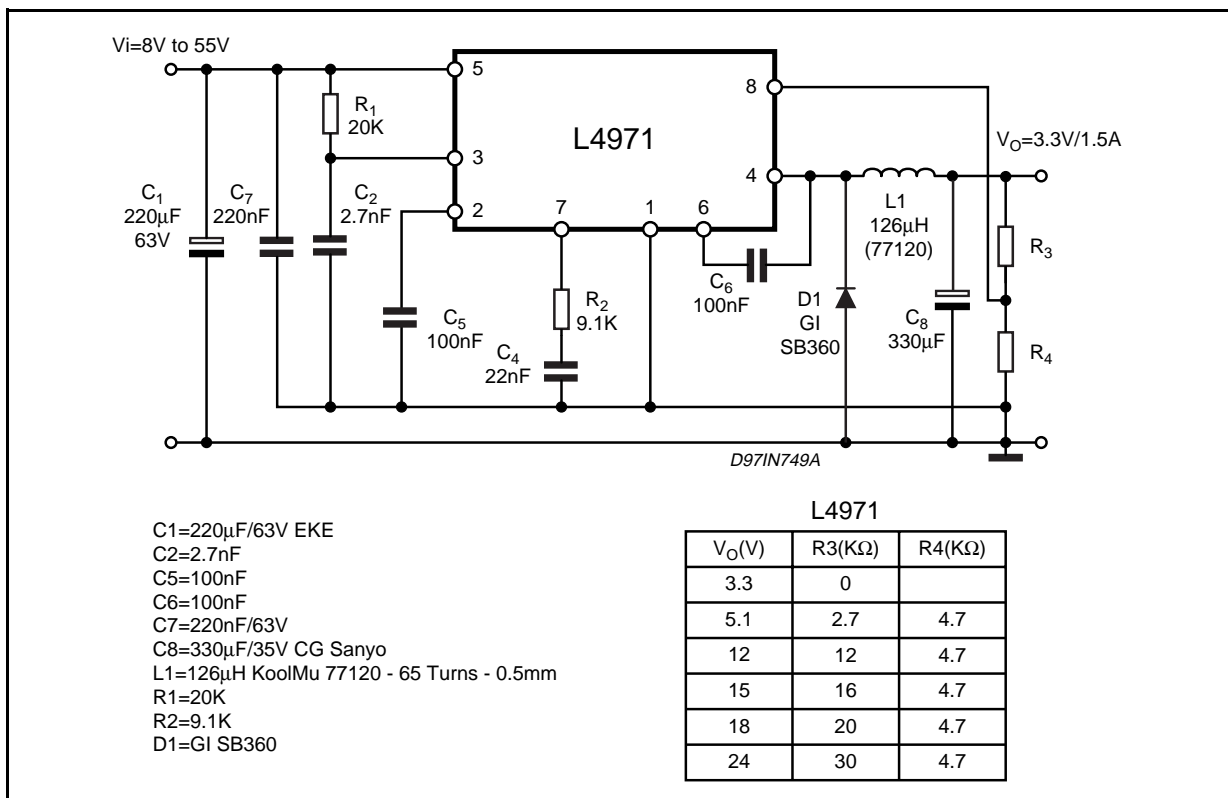 Vi=8V to 55V
5
8
R1
20K
L4971
VO=3.3V/1.5A
3
4
C1
220μF
63V
C7
220nF
C2
2.7nF
2
7
1
6
L1
126μH
(77120)
R3
C6
100nF
R2
9.1K
D1
GI
SB360
C5
100nF
C8
330μF
R4
C4
22nF
D97IN749A
C1=220μF/63V EKE
C2=2.7nF
C5=100nF
C6=100nF
C7=220nF/63V
C8=330μF/35V CG Sanyo
L1=126μH KoolMu 77120 - 65 Turns - 0.5mm
R1=20K
R2=9.1K
D1=GI SB360
L4971
VO(V) R3(KΩ) R4(KΩ)
3.3 0
5.1 2.7 4.7
12 12 4.7
15 16 4.7
18 20 4.7
24 30 4.7